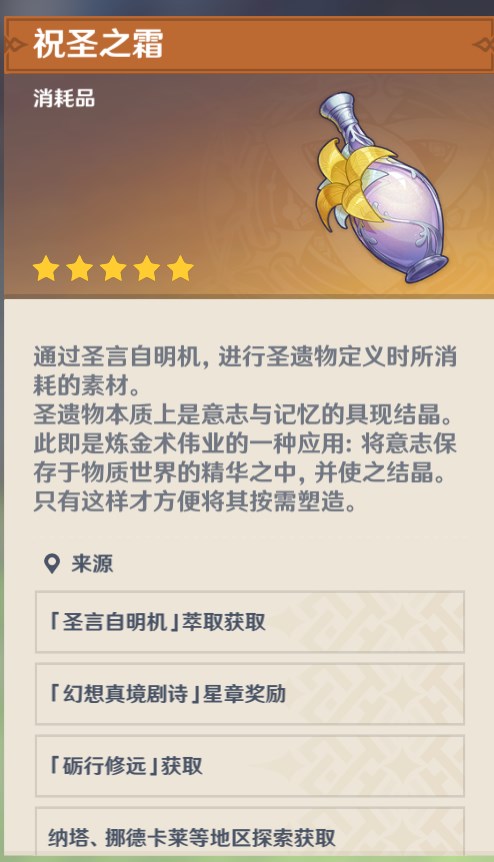 祝圣之霜
消耗品
通过圣言自明机，进行圣遗物定义时所消
耗的素材。
圣遗物本质上是意志与记忆的具现结晶。
此即是炼金术伟业的一种应用：将意志保
存于物质世界的精华之中，并使之结晶。
只有这样才方便将其按需塑造。
来源
「圣言自明机」萃取获取
「幻想真境剧诗」星章奖励
「砺行修远」获取
纳塔、挪德卡莱等地区探索获取